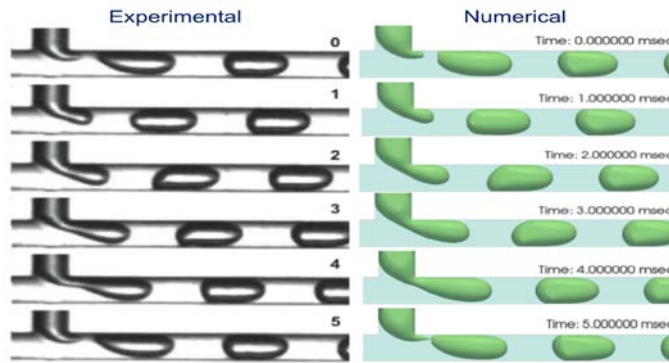 Experimental
Numerical
0
Time: 0.000000 msec
1
Time: 1.000000 msec
2
Time: 2.000000 msec
3
Time: 3.000000 msec
4
Time: 4.000000 msec
5
Time: 5.000000 msec